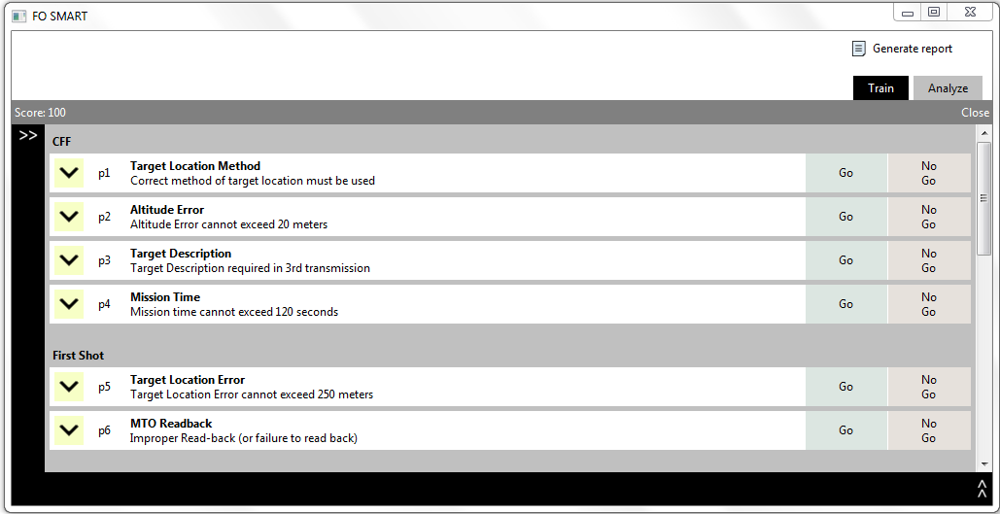 FO SMART
Generate report
Train
Analyze
Score: 100
Close
>>
CFF
p1
Target Location Method
Correct method of target location must be used
Go
No
Go
p2
Altitude Error
Altitude Error cannot exceed 20 meters
Go
No
Go
p3
Target Description
Target Description required in 3rd transmission
Go
No
Go
p4
Mission Time
Mission time cannot exceed 120 seconds
Go
No
Go
First Shot
p5
Target Location Error
Target Location Error cannot exceed 250 meters
Go
No
Go
p6
MTO Readback
Improper Read-back (or failure to read back)
Go
No
Go